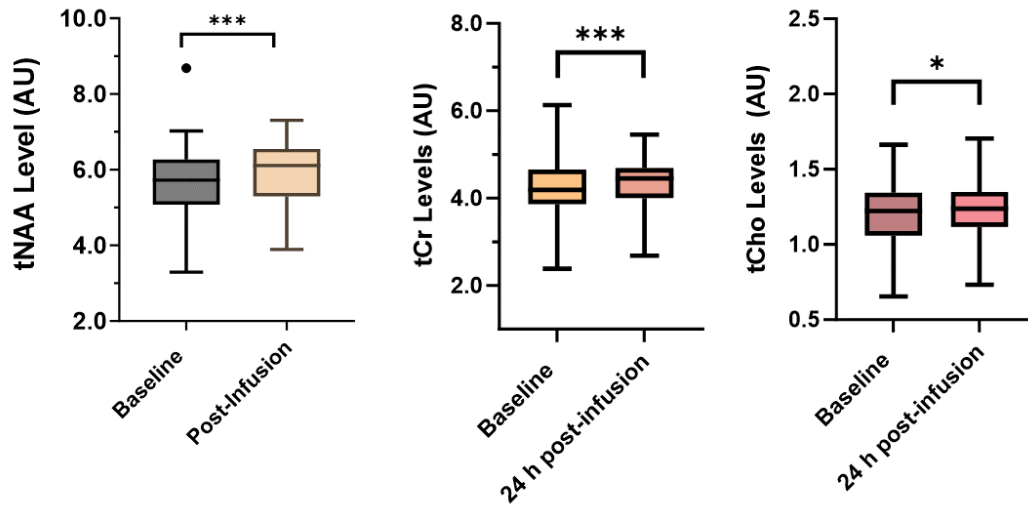 tNAA Level (AU)
10.0
8.0
6.0
4.0
2.0
***
Baseline
Post-Infusion
tCr Levels (AU)
8.0
6.0
4.0
2.0
***
Baseline
24 h post-infusion
tCho Levels (AU)
2.5
2.0
1.5
1.0
0.5
*
Baseline
24 h post-infusion